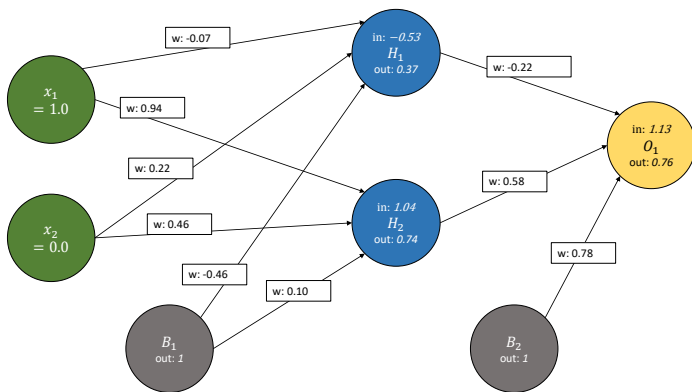 w: -0.07
in: −0.53
H₁
out: 0.37
w: -0.22
x₁
= 1.0
w: 0.94
in: 1.13
O₁
out: 0.76
w: 0.22
w: 0.58
x₂
= 0.0
w: 0.46
in: 1.04
H₂
out: 0.74
w: 0.78
w: -0.46
w: 0.10
B₁
out: 1
B₂
out: 1